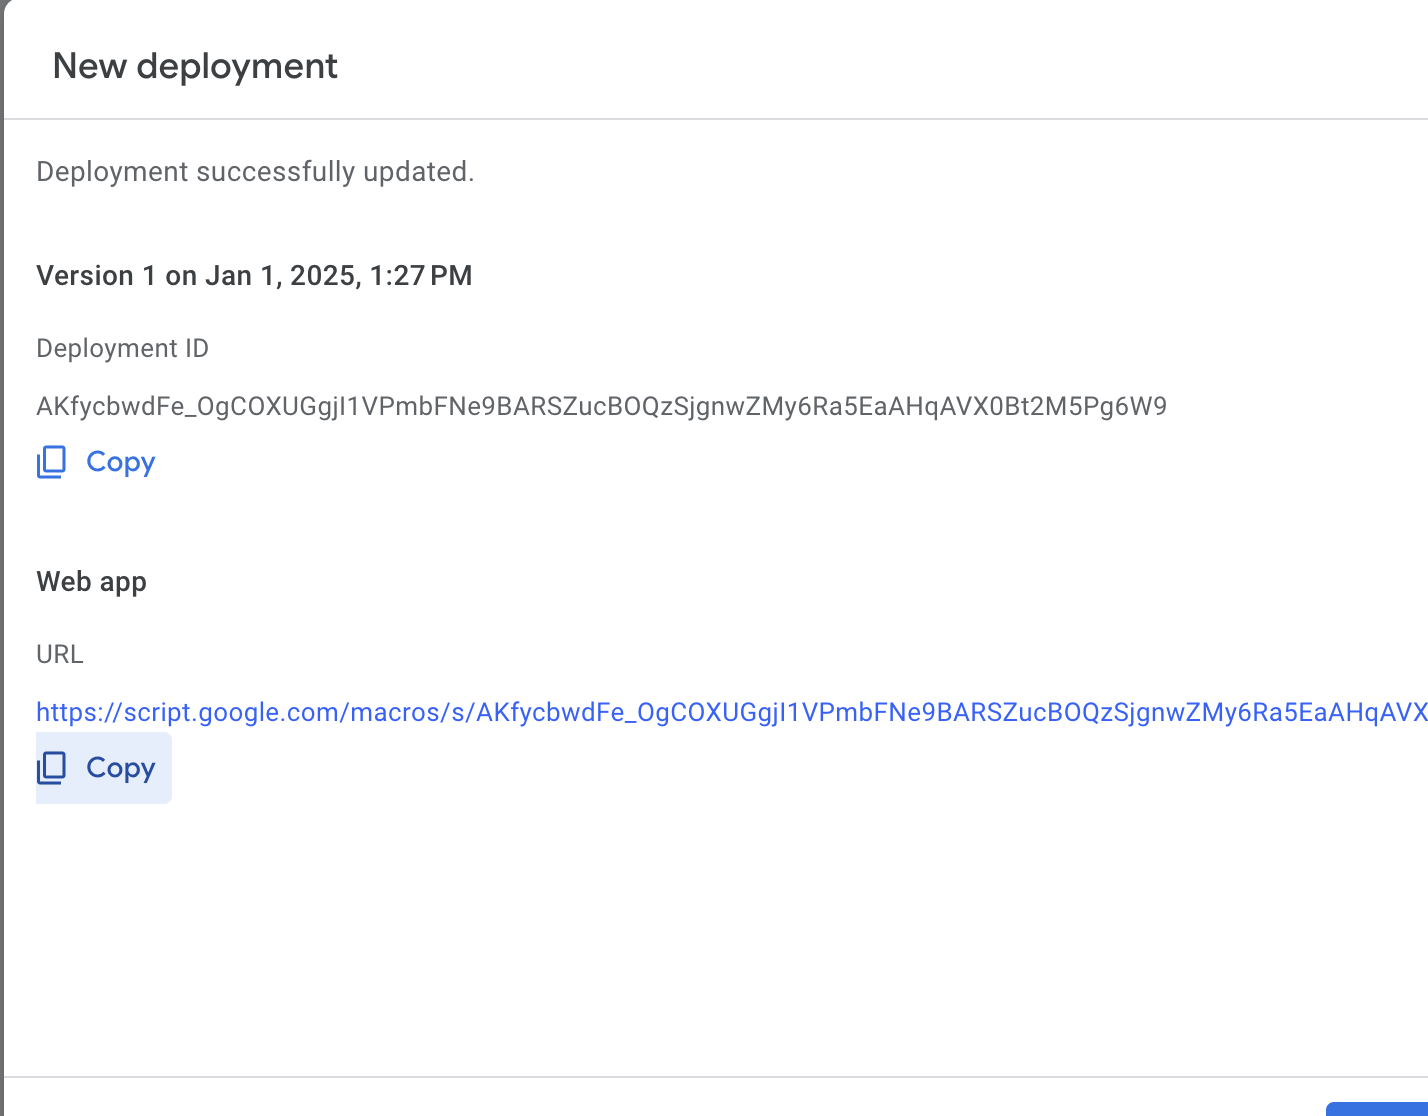 New deployment
Deployment successfully updated.
Version 1 on Jan 1, 2025, 1:27 PM
Deployment ID
AKfycbwdFe_OgCOXUGgjI1VPmbFNe9BARSZucBOQzSjgnwZMy6Ra5EaAHqAVX0Bt2M5Pg6W9
Copy
Web app
URL
https://script.google.com/macros/s/AKfycbwdFe_OgCOXUGgjI1VPmbFNe9BARSZucBOQzSjgnwZMy6Ra5EaAHqAVX
Copy